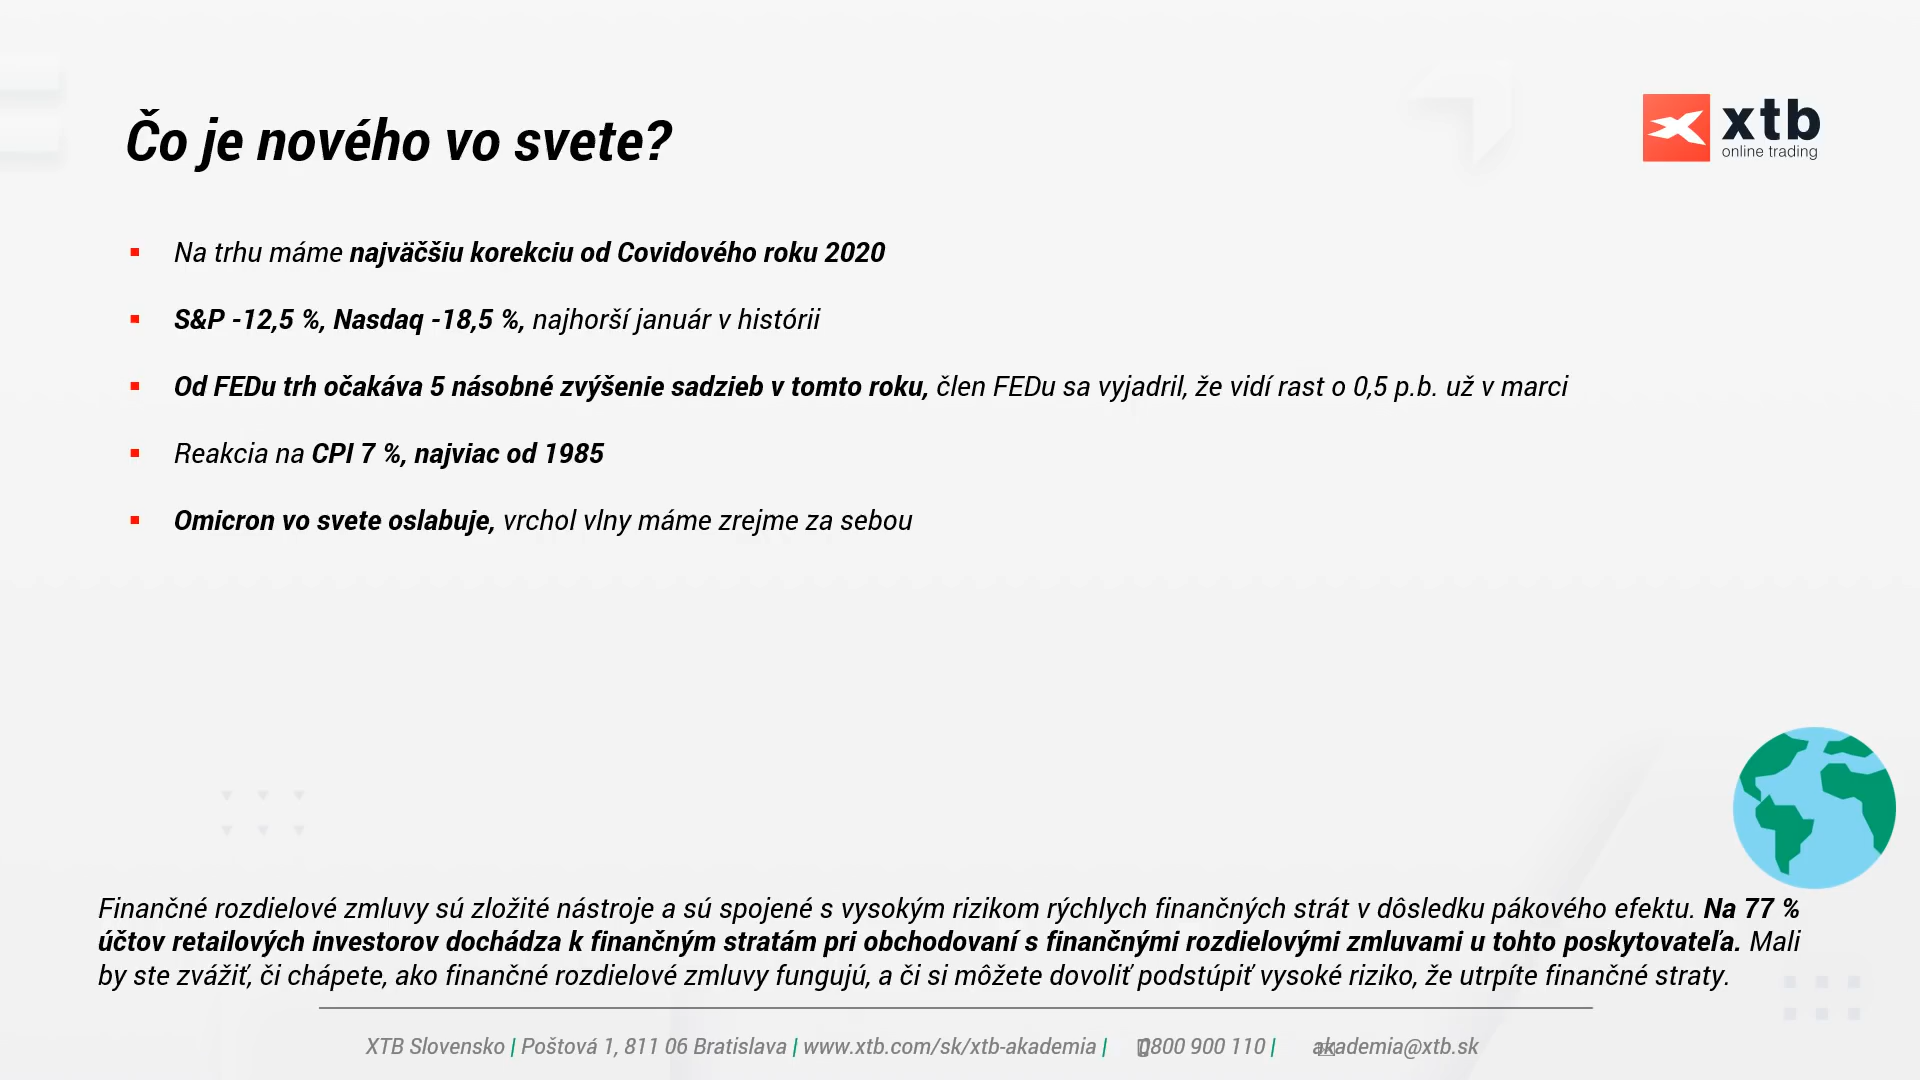 Čo je nového vo svete?
xtb
online trading
Na trhu máme najväčšiu korekciu od Covidového roku 2020
S&P -12,5 %, Nasdaq -18,5 %, najhorší január v histórii
Od FEDu trh očakáva 5 násobné zvýšenie sadzieb v tomto roku, člen FEDu sa vyjadril, že vidí rast o 0,5 p.b. už v marci
Reakcia na CPI 7 %, najviac od 1985
Omicron vo svete oslabuje, vrchol vlny máme zrejme za sebou
Finančné rozdielové zmluvy sú zložité nástroje a sú spojené s vysokým rizikom rýchlych finančných strát v dôsledku pákového efektu. Na 77 %
účtov retailových investorov dochádza k finančným stratám pri obchodovaní s finančnými rozdielovými zmluvami u tohto poskytovateľa. Mali
by ste zvážiť, či chápete, ako finančné rozdielové zmluvy fungujú, a či si môžete dovoliť podstúpiť vysoké riziko, že utrpíte finančné straty.
XTB Slovensko | Poštová 1, 811 06 Bratislava | www.xtb.com/sk/xtb-akademia | 0800 900 110 | akademia@xtb.sk